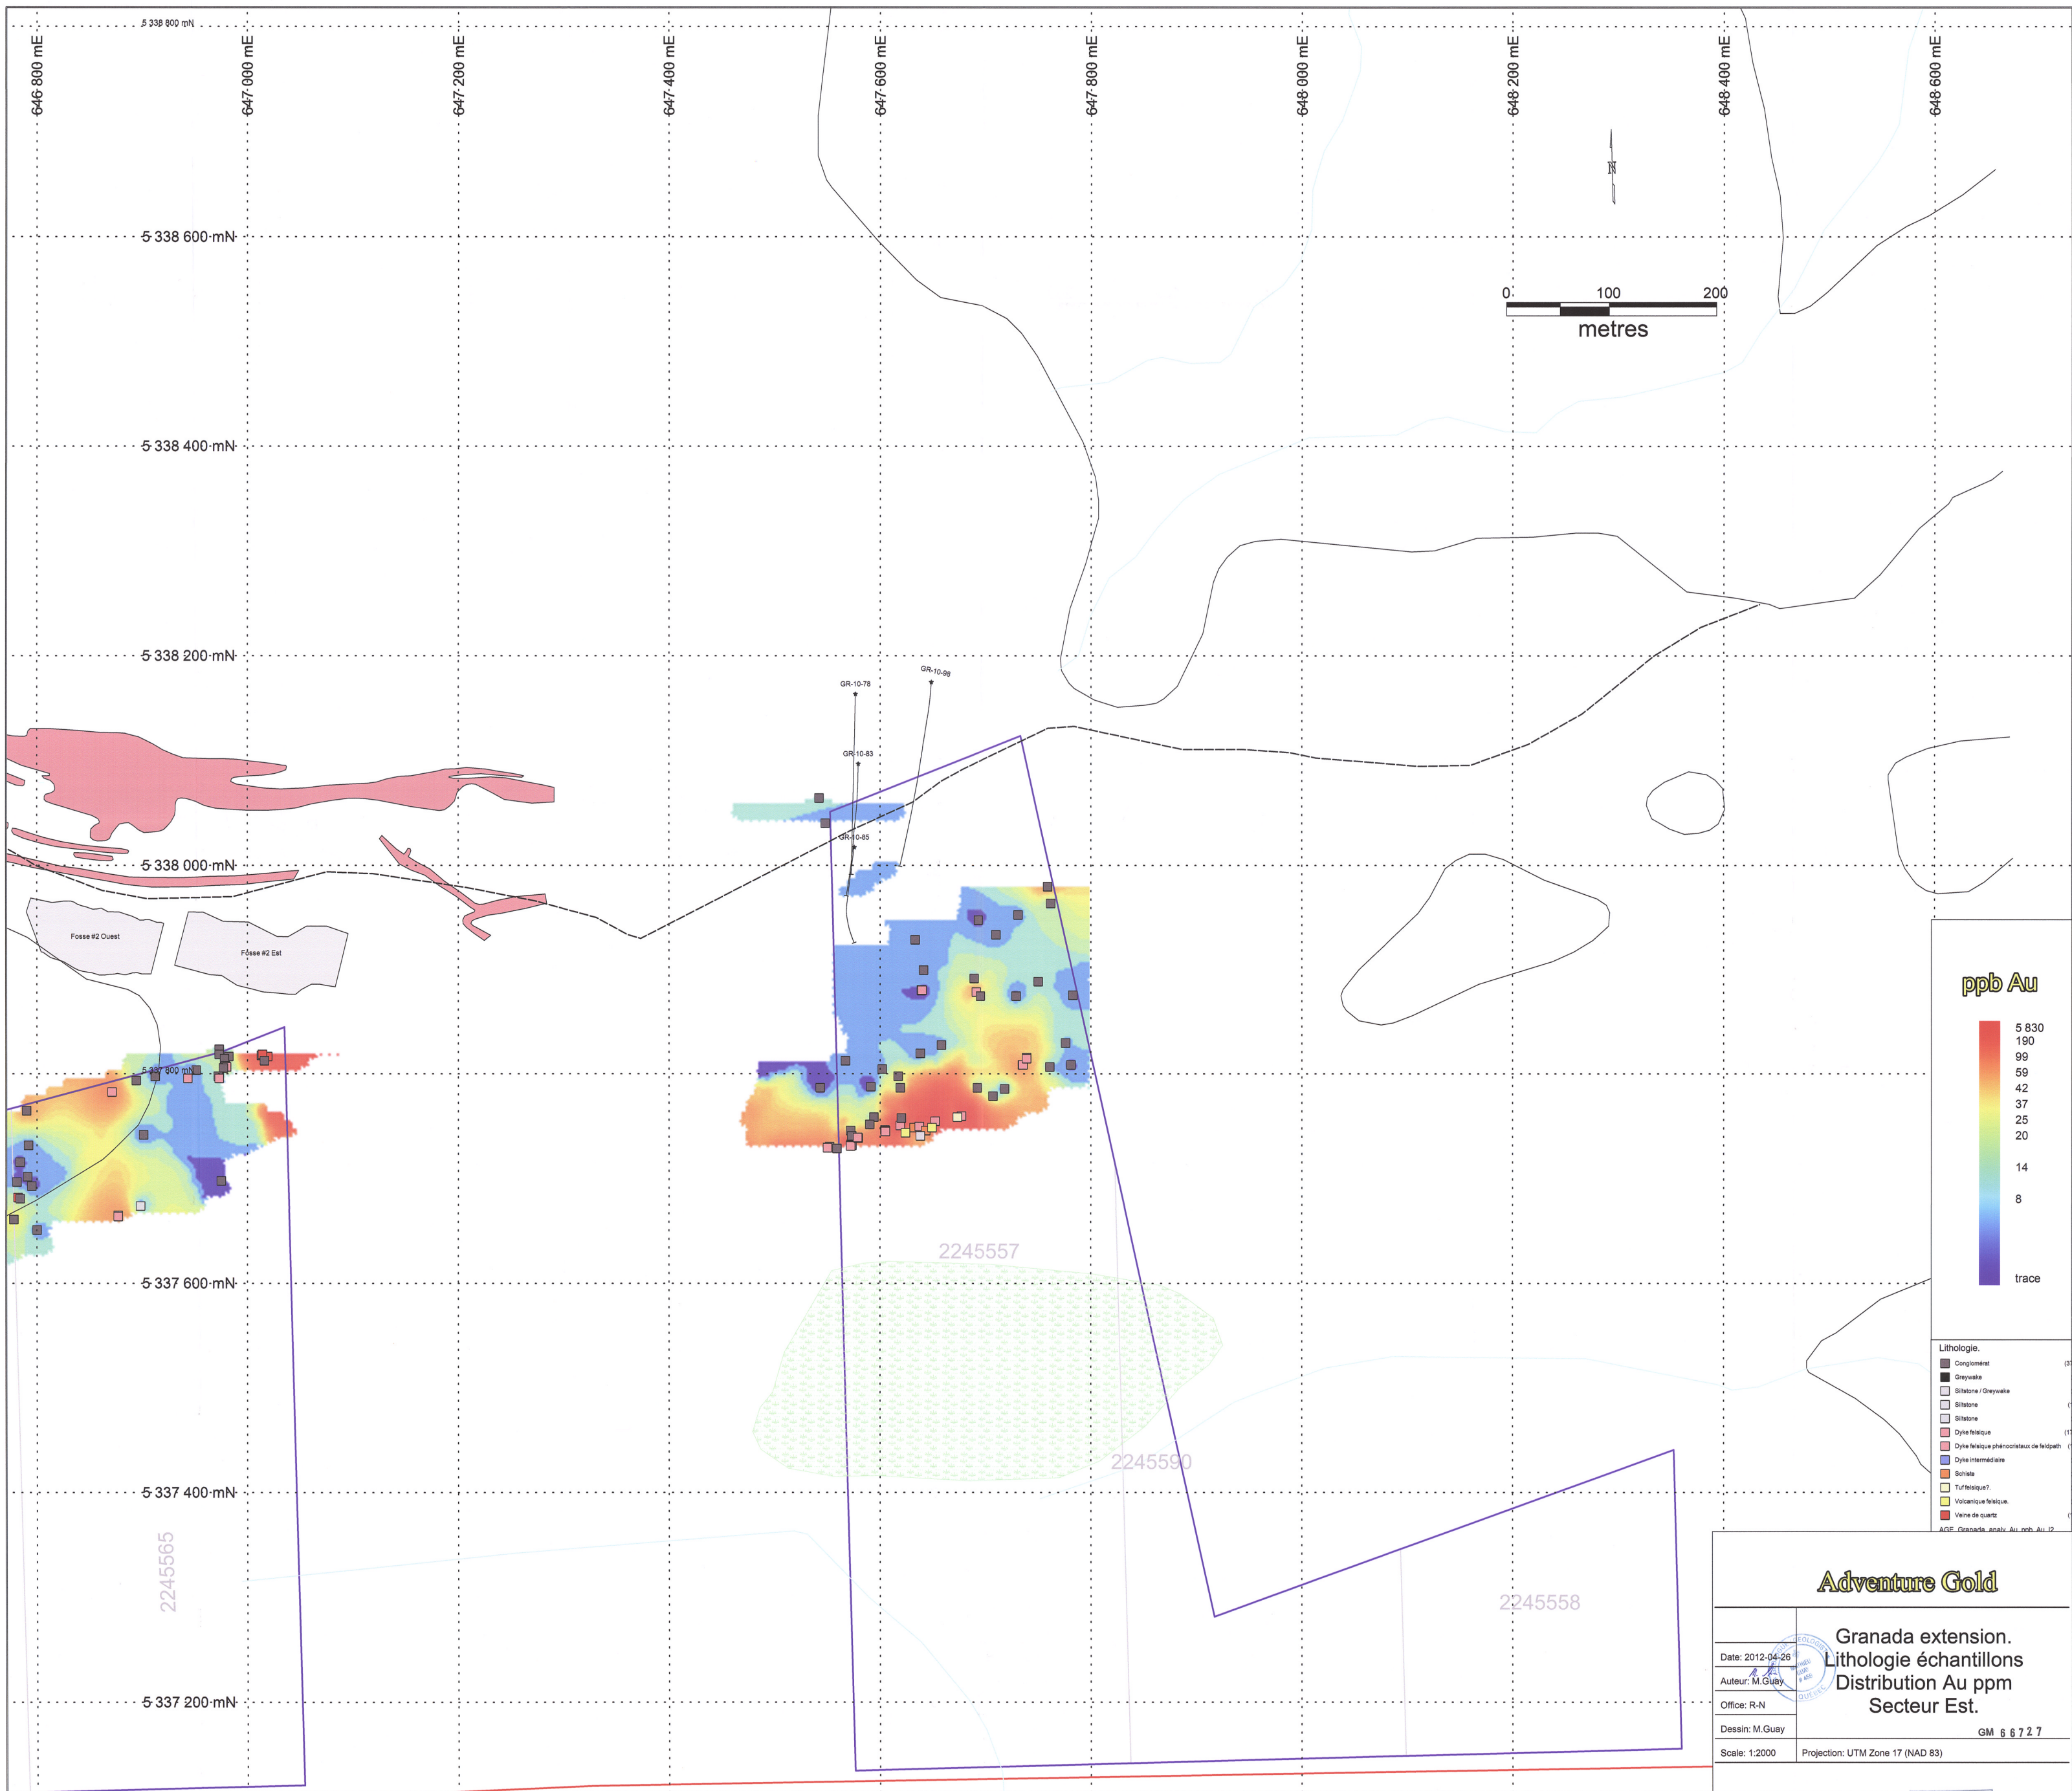 5 338 800 mN
646 800 mE
647 000 mE
647 200 mE
647 400 mE
647 600 mE
647 800 mE
648 000 mE
648 200 mE
648 400 mE
648 600 mE
N
5 338 600 mN
0 100 200
metres
5 338 400 mN
5 338 200 mN
GR-10-98
GR-10-78
GR-10-83
GR-10-85
5 338 000 mN
Fosse #2 Ouest
Fosse #2 Est
5 337 800 mN
ppb Au
5 830
190
99
59
42
37
25
20
14
8
trace
2245557
5 337 600 mN
Lithologie.
Conglomérat
Greywake
Siltstone / Greywake
Siltstone
Siltstone
Dyke felsique
Dyke felsique phénocristaux de feldpath
Dyke intermédiaire
Schiste
Tuf felsique?.
Volcanique felsique.
Veine de quartz
2245590
5 337 400 mN
2245565
2245558
Adventure Gold
Granada extension.
Lithologie échantillons
Distribution Au ppm
Secteur Est.
Date: 2012-04-26
Auteur: M.Guay
Office: R-N
Dessin: M.Guay
GM 66727
Scale: 1:2000
Projection: UTM Zone 17 (NAD 83)
5 337 200 mN